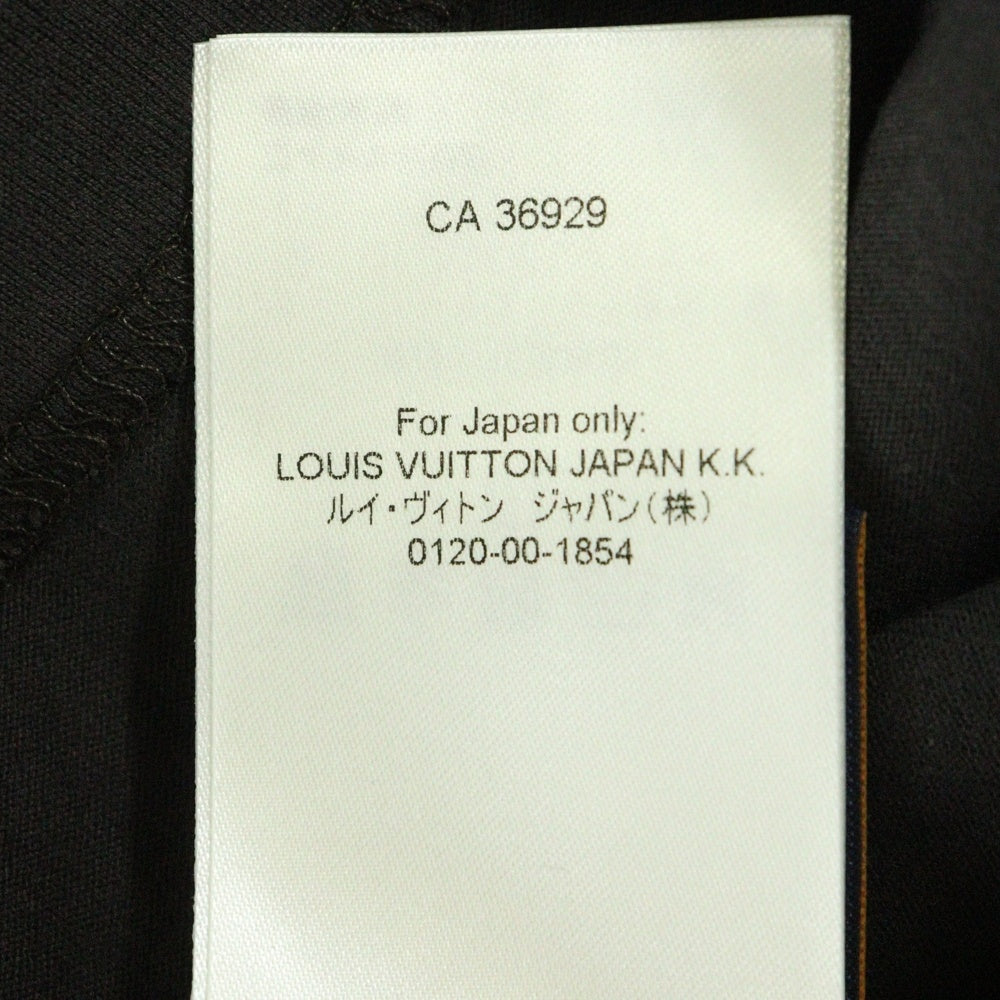 CA 36929
For Japan only:
LOUIS VUITTON JAPAN K.K.
ルイ・ヴィトン　ジャパン(株)
0120-00-1854